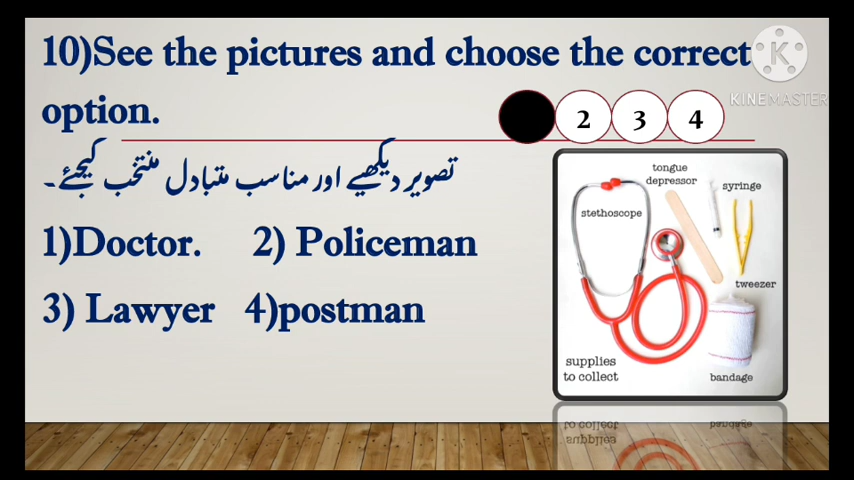 10)See the pictures and choose the correct
option.
2 3 4
تصویر دیکھیے اور مناسب متبادل منتخب کیجیئے۔
1)Doctor. 2) Policeman
3) Lawyer 4)postman
K
KINEMASTER
tongue
depressor
syringe
stethoscope
tweezer
supplies
to collect
bandage